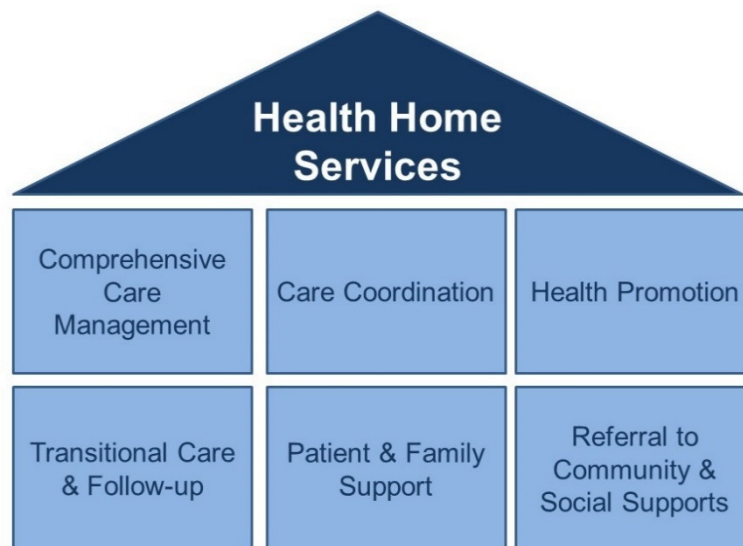 Health Home
Services
Comprehensive
Care
Management
Care Coordination
Health Promotion
Transitional Care
& Follow-up
Patient & Family
Support
Referral to
Community &
Social Supports